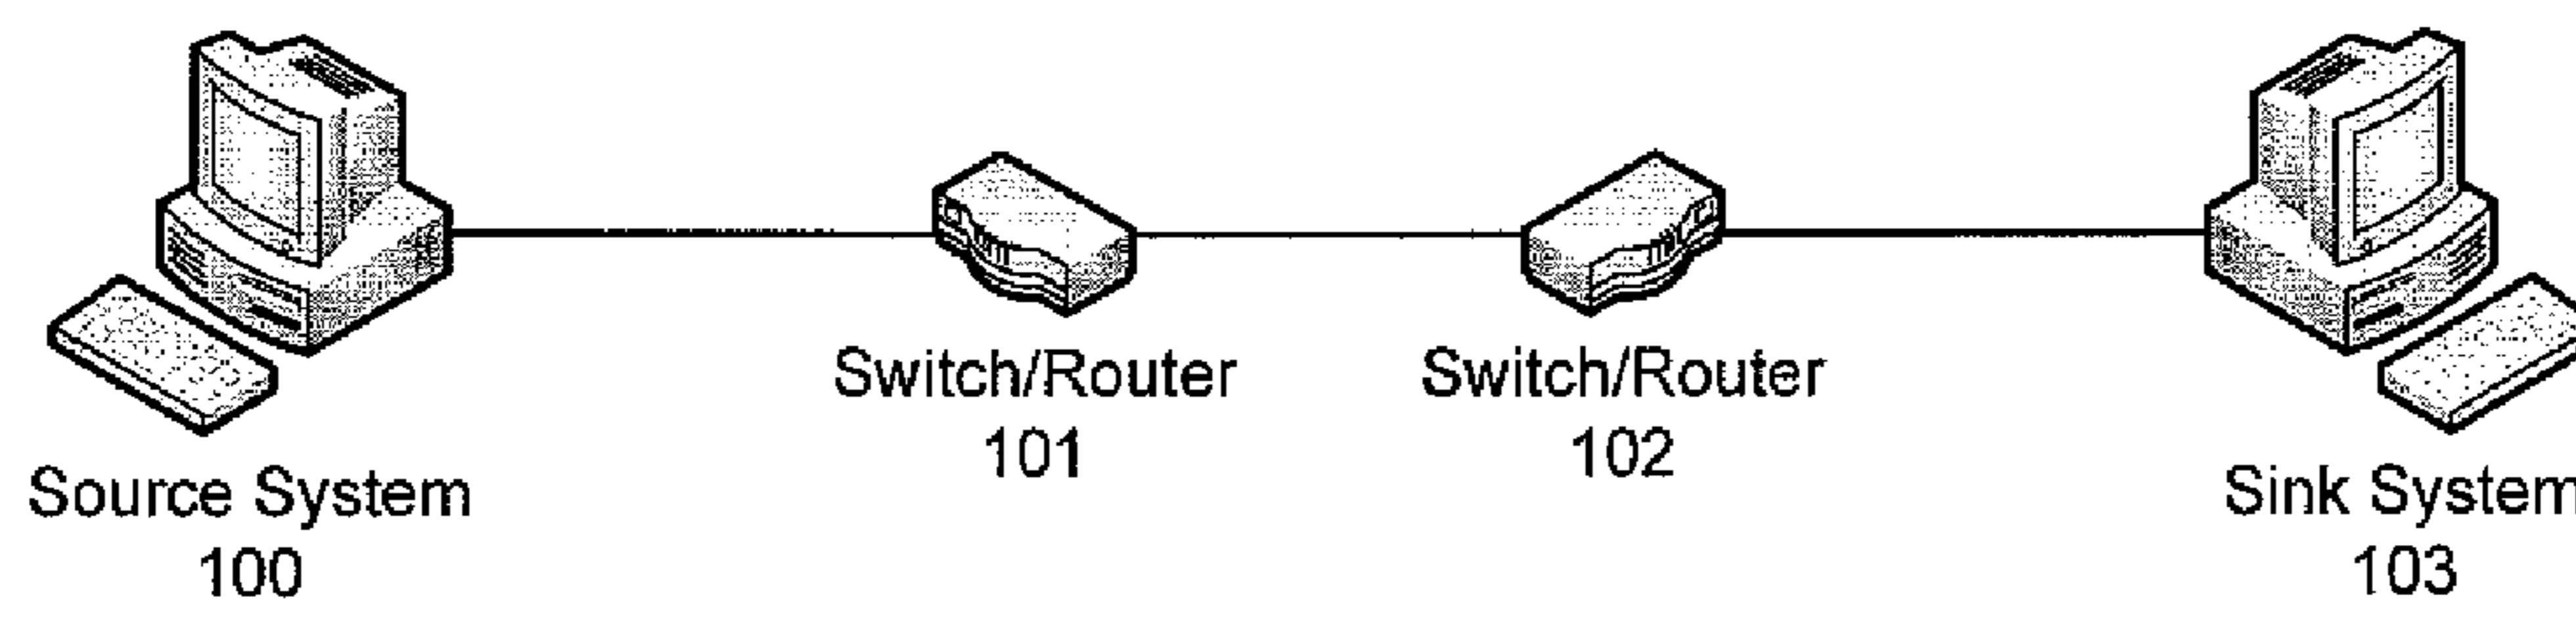 Switch/Router
101
Switch/Router
102
Source System
100
Sink System
103